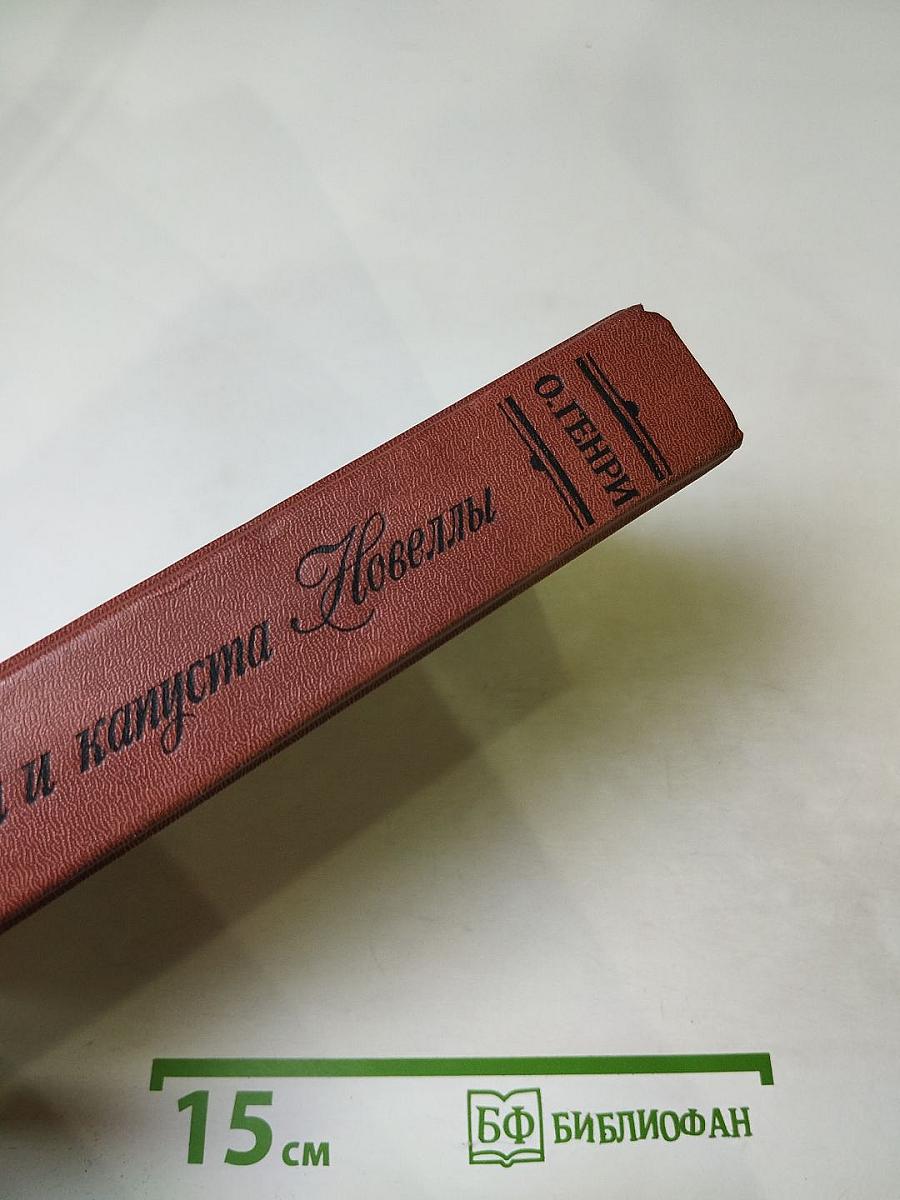 О.ГЕНРИ
и капуста Новеллы
15 см
БФ БИБЛИОФАН